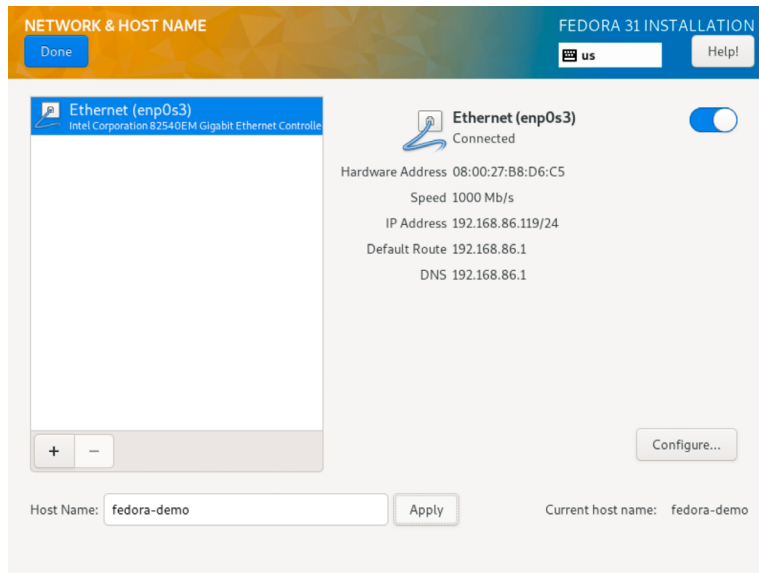 NETWORK & HOST NAME
FEDORA 31 INSTALLATION
Done
us
Help!
Ethernet (enp0s3)
Intel Corporation 82540EM Gigabit Ethernet Controlle
Ethernet (enp0s3)
Connected
Hardware Address 08:00:27:B8:D6:C5
Speed 1000 Mb/s
IP Address 192.168.86.119/24
Default Route 192.168.86.1
DNS 192.168.86.1
+ −
Configure...
Host Name: fedora-demo Apply Current host name: fedora-demo